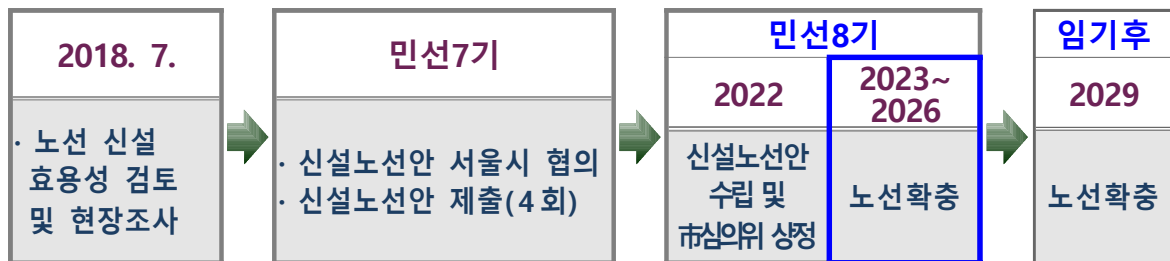 2018. 7.
· 노선 신설
효용성 검토
및 현장조사
민선7기
· 신설노선안 서울시 협의
· 신설노선안 제출(4회)
민선8기
2022
신설노선안
수립 및
市심의위 상정
2023~
2026
노선확충
임기후
2029
노선확충